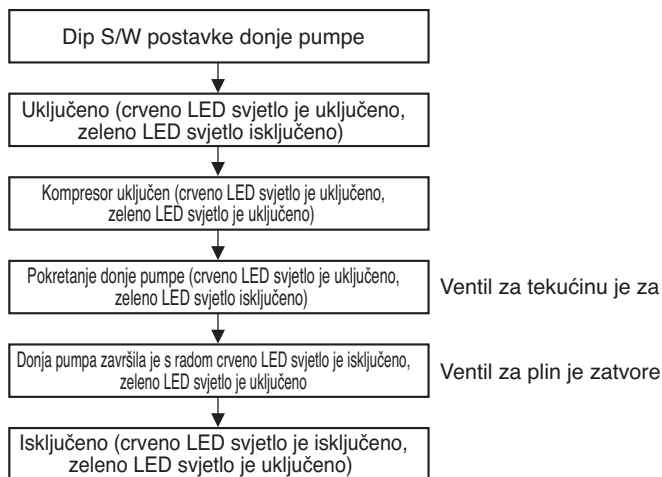 Dip S/W postavke donje pumpe
Uključeno (crveno LED svjetlo je uključeno,
zeleno LED svjetlo isključeno)
Kompresor uključen (crveno LED svjetlo je uključeno,
zeleno LED svjetlo je uključeno)
Pokretanje donje pumpe (crveno LED svjetlo je uključeno,
zeleno LED svjetlo isključeno)
Ventil za tekućinu je
Donja pumpa završila je s radom crveno LED svjetlo je isključeno,
zeleno LED svjetlo je uključeno
Ventil za plin je
Isključeno (crveno LED svjetlo je isključeno,
zeleno LED svjetlo je uključeno)